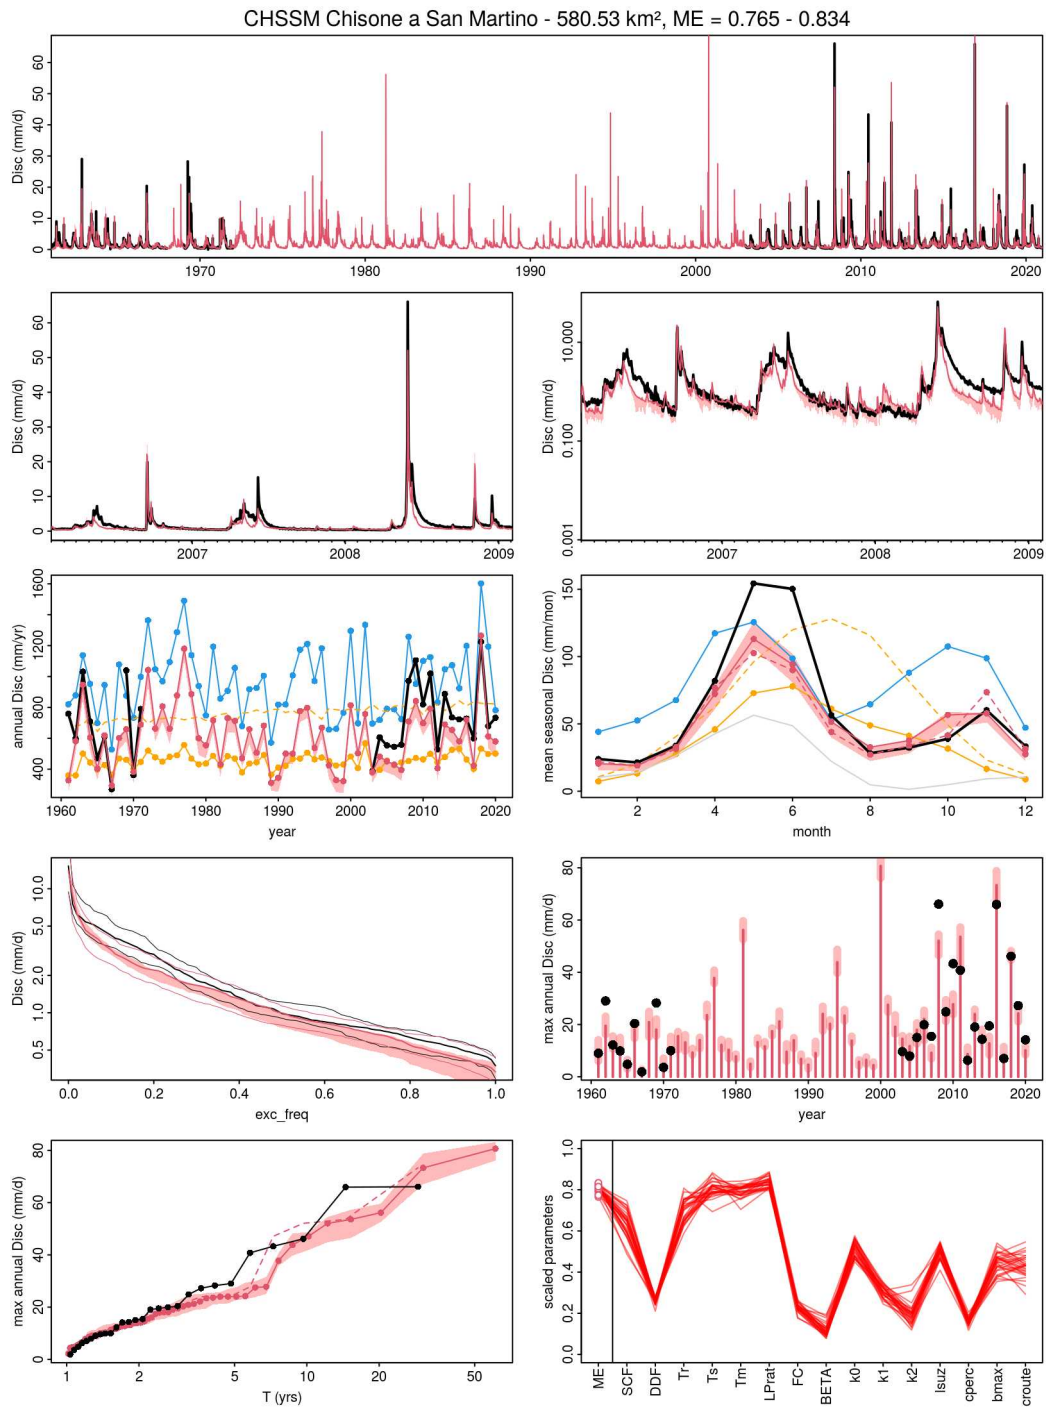 CHSSM Chisone a San Martino - 580.53 km², ME = 0.765 - 0.834
Disc (mm/d)
0 10 20 30 40 50 60
1970 1980 1990 2000 2010 2020
Disc (mm/d)
0 10 20 30 40 50 60
2007 2008 2009
Disc (mm/d)
0.001 0.100 10.000
2007 2008 2009
annual Disc (mm/yr)
400 800 1200 1600
1960 1970 1980 1990 2000 2010 2020
year
mean seasonal Disc (mm/mon)
0 50 100 150
2 4 6 8 10 12
month
Disc (mm/d)
0.5 1.0 2.0 5.0 10.0
0.0 0.2 0.4 0.6 0.8 1.0
exc_freq
max annual Disc (mm/d)
0 20 40 60 80
1960 1970 1980 1990 2000 2010 2020
year
max annual Disc (mm/d)
0 20 40 60 80
1 2 5 10 20 50
T (yrs)
scaled parameters
0.0 0.2 0.4 0.6 0.8 1.0
ME SCF DDF Tr Ts Tm LPrat FC BETA k0 k1 k2 lsuz cperc bmax croute